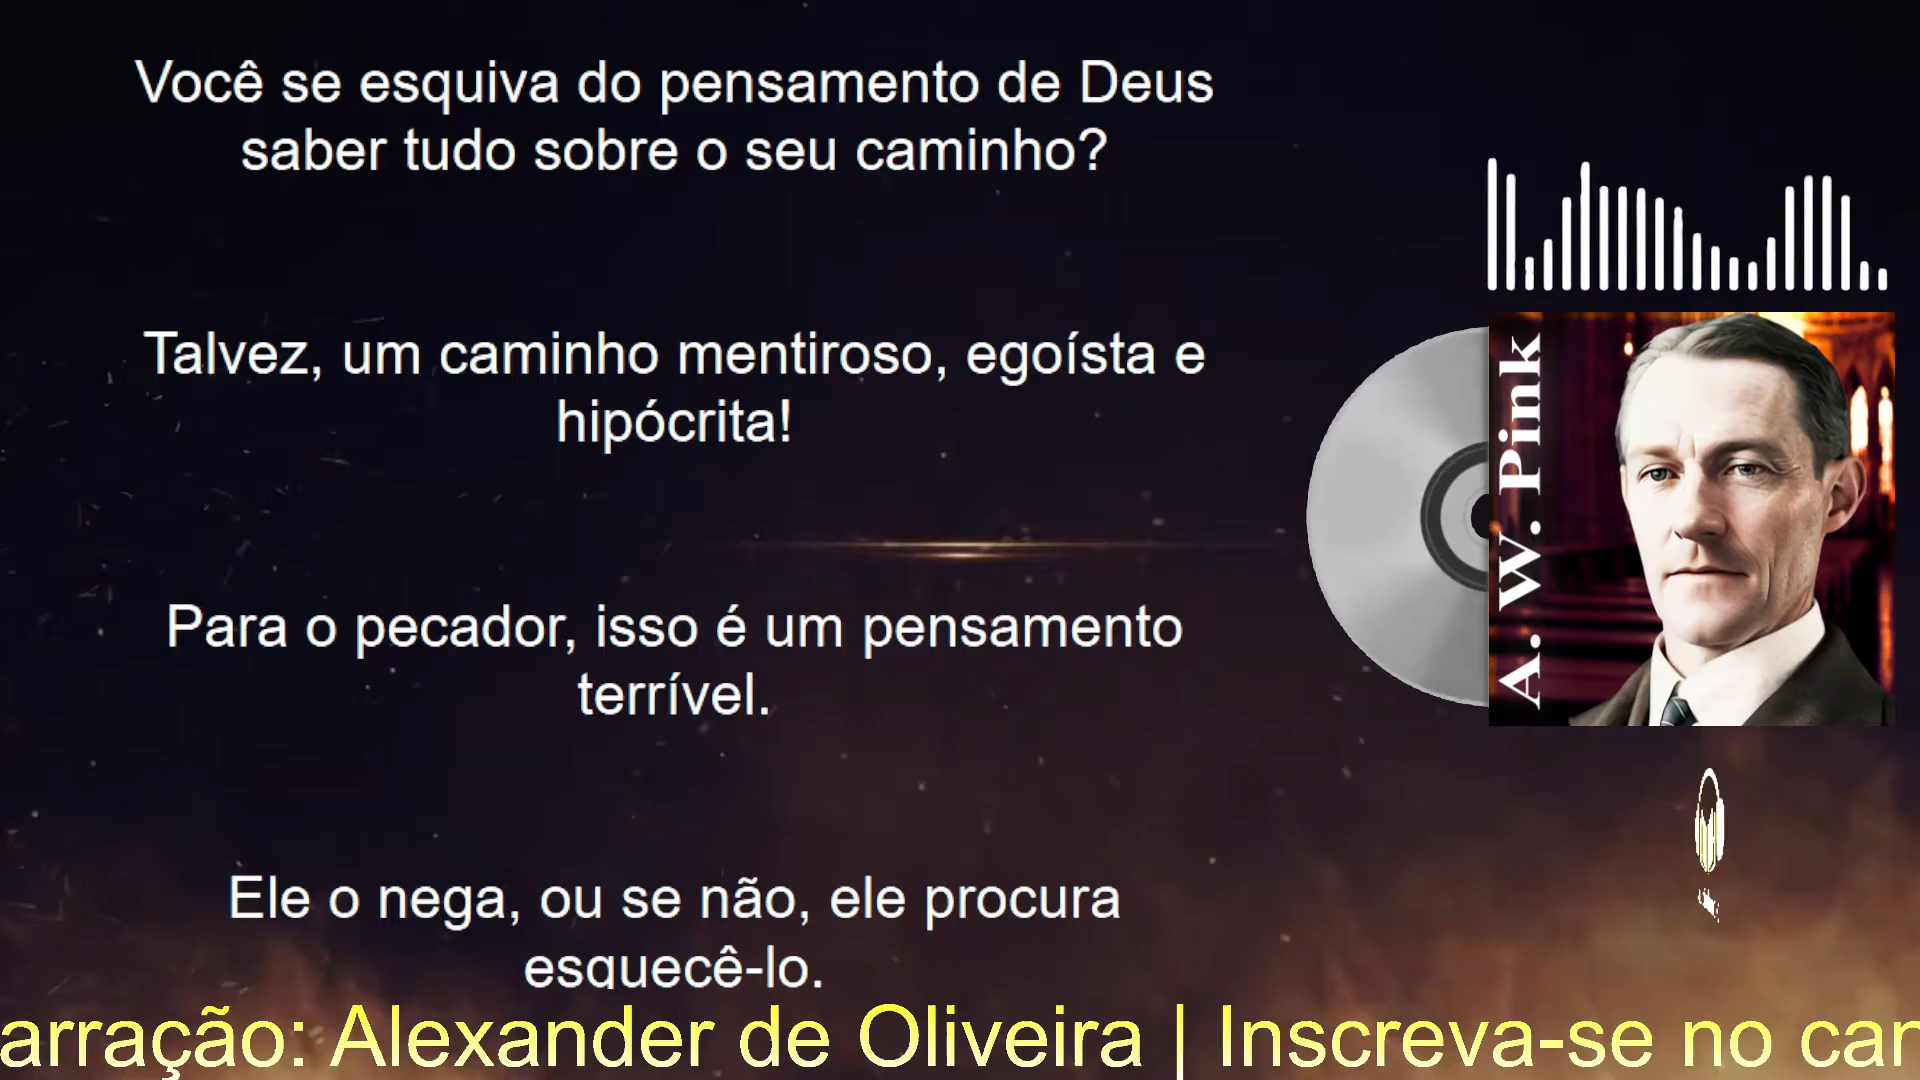 Você se esquiva do pensamento de Deus
saber tudo sobre o seu caminho?
Talvez, um caminho mentiroso, egoísta e
hipócrita!
Para o pecador, isso é um pensamento
terrível.
Ele o nega, ou se não, ele procura
esquecê-lo.
A. W. Pink
arração: Alexander de Oliveira | Inscreva-se no can